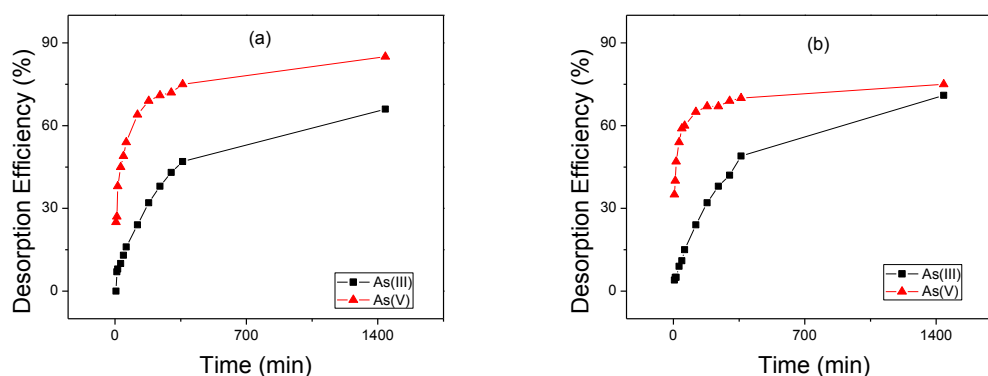 (a)
Desorption Efficiency (%)
90
60
30
0
As(III)
As(V)
0
700
1400
Time (min)
(b)
Desorption Efficiency (%)
90
60
30
0
As(III)
As(V)
0
700
1400
Time (min)